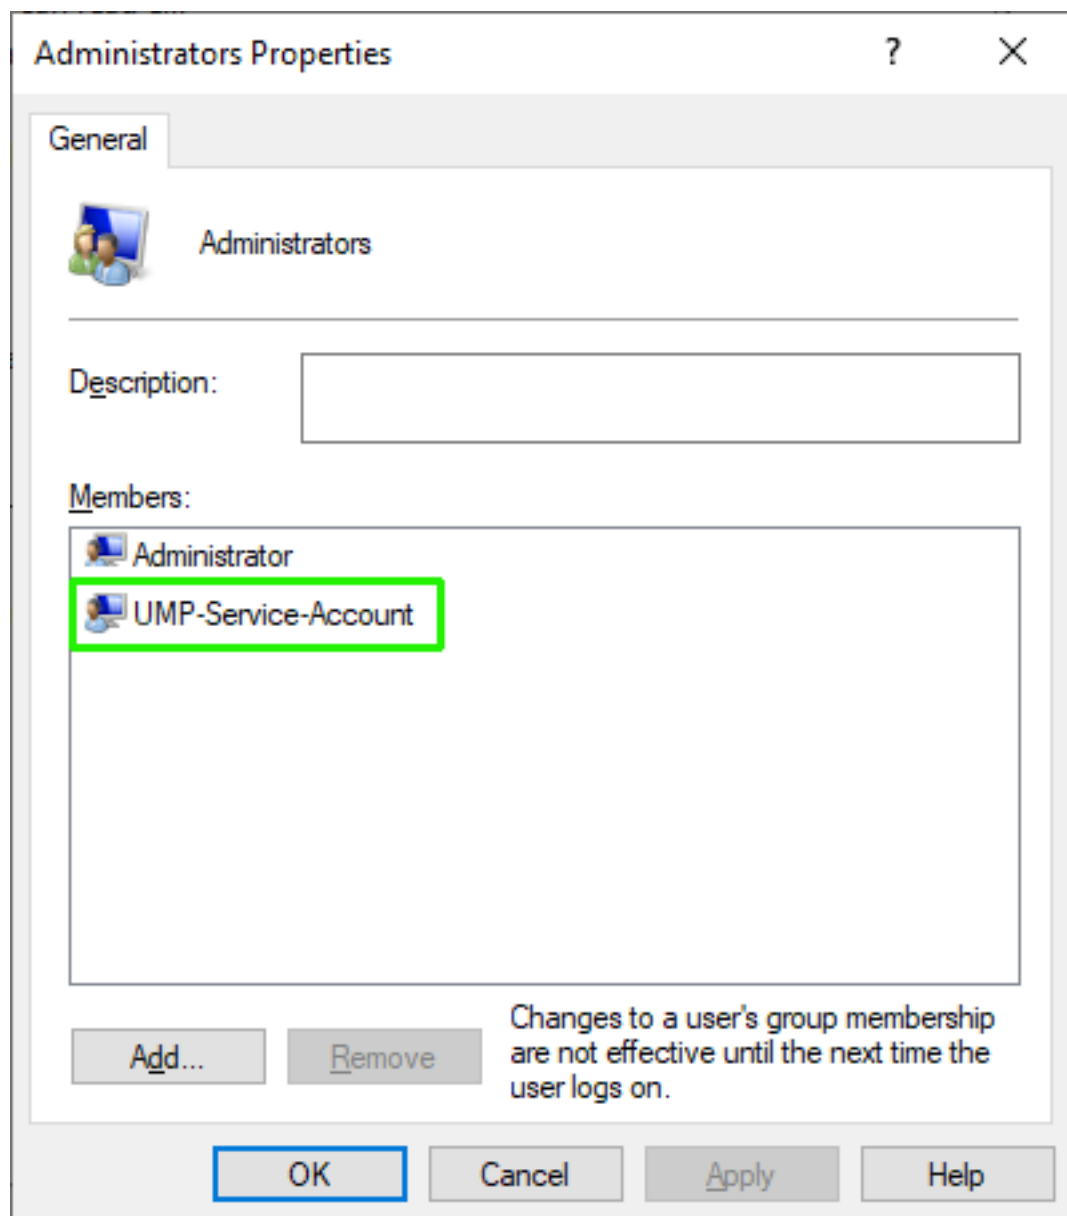 Administrators Properties
?
General
Administrators
Description:
Members:
Administrator
UMP-Service-Account
Add...
Remove
Changes to a user's group membership
are not effective until the next time the
user logs on.
OK
Cancel
Apply
Help